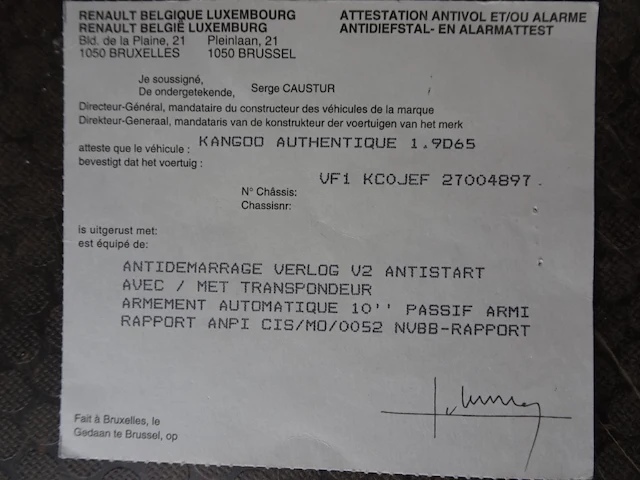 RENAULT BELGIQUE LUXEMBOURG
RENAULT BELGIË LUXEMBURG
Bld. de la Plaine, 21 Pleinlaan, 21
1050 BRUXELLES 1050 BRUSSEL
ATTESTATION ANTIVOL ET/OU ALARME
ANTIDIEFSTAL- EN ALARMATTEST
Je soussigné,
De ondergetekende, Serge CAUSTUR
Directeur-Général, mandataire du constructeur des véhicules de la marque
Direkteur-Generaal, mandataris van de konstrukteur der voertuigen van het merk
atteste que le véhicule : KANGOO AUTHENTIQUE 1.9D65
bevestigt dat het voertuig :
VF1 KCOJEF 27004897
N° Châssis:
Chassisnr:
is uitgerust met:
est équipé de:
ANTIDEMARRAGE VERLOG V2 ANTISTART
AVEC / MET TRANSPONDEUR
ARMEMENT AUTOMATIQUE 10'' PASSIF ARMI
RAPPORT ANPI CIS/MO/0052 NVBB-RAPPORT
Fait à Bruxelles, le
Gedaan te Brussel, op